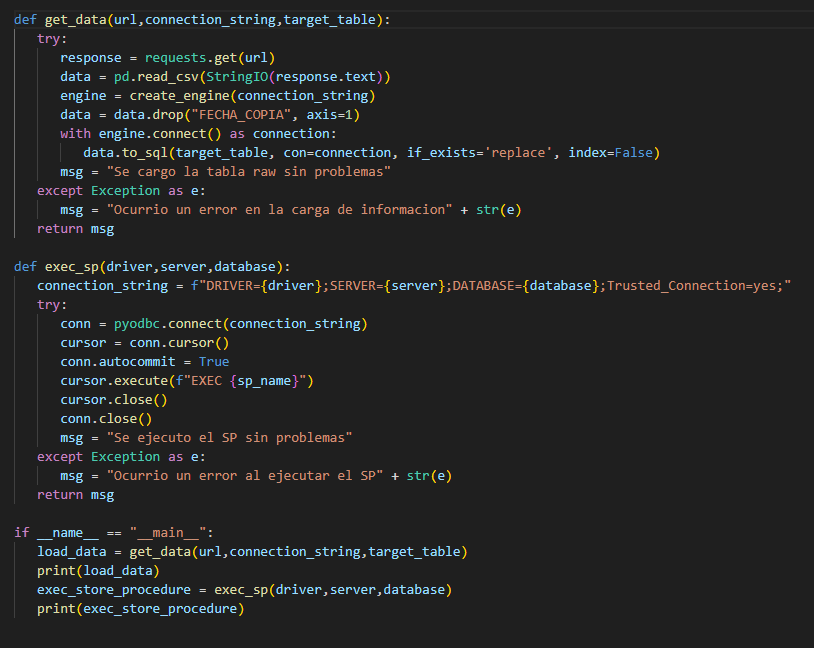 def get_data(url,connection_string,target_table):
try:
response = requests.get(url)
data = pd.read_csv(StringIO(response.text))
engine = create_engine(connection_string)
data = data.drop("FECHA_COPIA", axis=1)
with engine.connect() as connection:
data.to_sql(target_table, con=connection, if_exists='replace', index=False)
msg = "Se cargo la tabla raw sin problemas"
except Exception as e:
msg = "Ocurrio un error en la carga de informacion" + str(e)
return msg
def exec_sp(driver,server,database):
connection_string = f"DRIVER={driver};SERVER={server};DATABASE={database};Trusted_Connection=yes;"
try:
conn = pyodbc.connect(connection_string)
cursor = conn.cursor()
conn.autocommit = True
cursor.execute(f"EXEC {sp_name}")
cursor.close()
conn.close()
msg = "Se ejecuto el SP sin problemas"
except Exception as e:
msg = "Ocurrio un error al ejecutar el SP" + str(e)
return msg
if __name__ == "__main__":
load_data = get_data(url,connection_string,target_table)
print(load_data)
exec_store_procedure = exec_sp(driver,server,database)
print(exec_store_procedure)